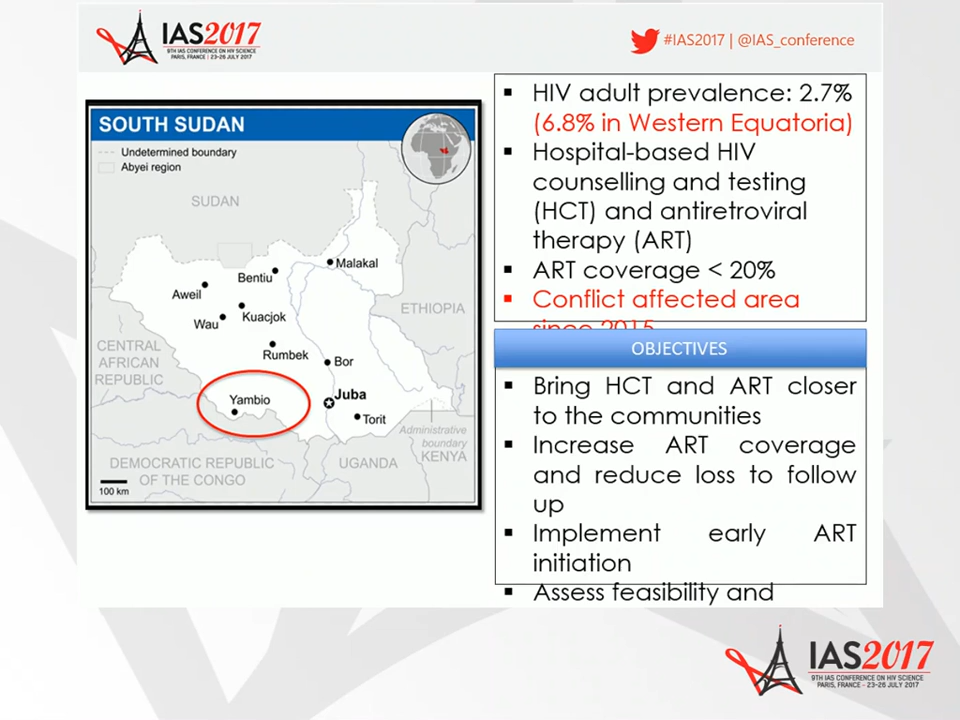 IAS2017
9TH IAS CONFERENCE ON HIV SCIENCE
PARIS, FRANCE | 23-26 JULY 2017
#IAS2017 | @IAS_conference
SOUTH SUDAN
Undetermined boundary
Abyei region
SUDAN
Malakal
Bentiu
Aweil
Kuacjok
Wau
ETHIOPIA
CENTRAL
AFRICAN
REPUBLIC
Rumbek
Bor
Yambio
Juba
Torit
Administrative
boundary
KENYA
DEMOCRATIC REPUBLIC
OF THE CONGO
UGANDA
100 km
▪ HIV adult prevalence: 2.7%
(6.8% in Western Equatoria)
▪ Hospital-based HIV
counselling and testing
(HCT) and antiretroviral
therapy (ART)
▪ ART coverage < 20%
▪ Conflict affected area
since 2015
OBJECTIVES
▪ Bring HCT and ART closer
to the communities
▪ Increase ART coverage
and reduce loss to follow
up
▪ Implement early ART
initiation
▪ Assess feasibility and
IAS2017
9TH IAS CONFERENCE ON HIV SCIENCE
PARIS, FRANCE - 23-26 JULY 2017